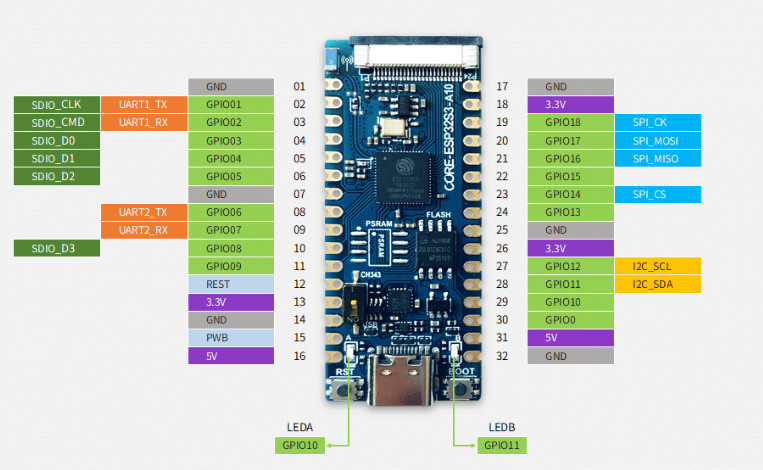 GND 01 17 GND
SDIO_CLK UART1_TX GPIO01 02 18 3.3V
SDIO_CMD UART1_RX GPIO02 03 19 GPIO18 SPI_CK
SDIO_D0 GPIO03 04 20 GPIO17 SPI_MOSI
SDIO_D1 GPIO04 05 21 GPIO16 SPI_MISO
SDIO_D2 GPIO05 06 22 GPIO15
GND 07 23 GPIO14 SPI_CS
UART2_TX GPIO06 08 24 GPIO13
UART2_RX GPIO07 09 25 GND
SDIO_D3 GPIO08 10 26 3.3V
GPIO09 11 27 GPIO12 I2C_SCL
REST 12 28 GPIO11 I2C_SDA
3.3V 13 29 GPIO10
GND 14 30 GPIO0
PWB 15 31 5V
5V 16 32 GND
CORE-ESP32S3-A10
FLASH
PSRAM
PSRAM
CH343
USB
A
B
RST
BOOT
LEDA
GPIO10
LEDB
GPIO11